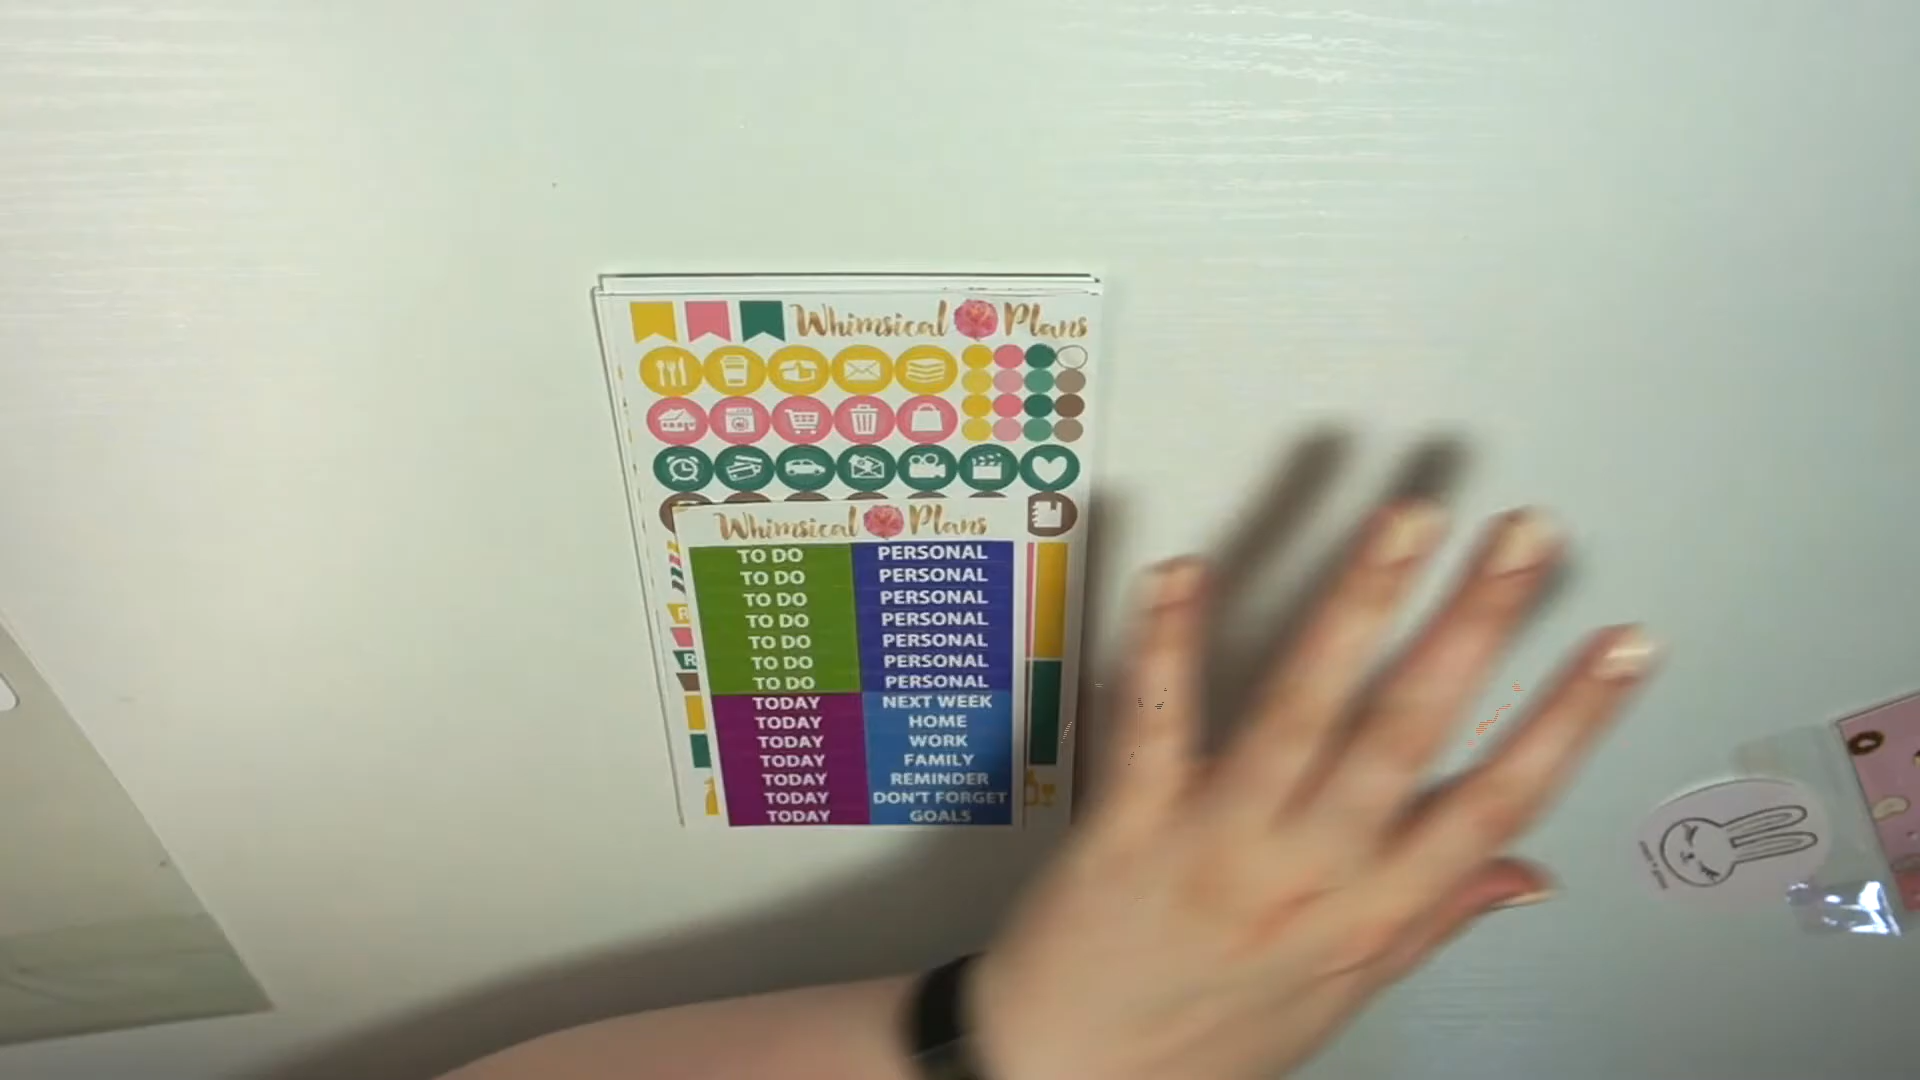 Whimsical Plans
Whimsical Plans
TO DO PERSONAL
TO DO PERSONAL
TO DO PERSONAL
TO DO PERSONAL
TO DO PERSONAL
TO DO PERSONAL
TO DO PERSONAL
TODAY NEXT WEEK
TODAY HOME
TODAY WORK
TODAY FAMILY
TODAY REMINDER
TODAY DON'T FORGET
TODAY GOALS